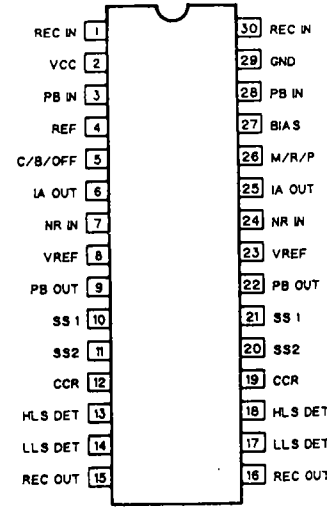 REC IN 1 30 REC IN
VCC 2 29 GND
PB IN 3 28 PB IN
REF 4 27 BIAS
C/B/OFF 5 26 M/R/P
IA OUT 6 25 IA OUT
NR IN 7 24 NR IN
VREF 8 23 VREF
PB OUT 9 22 PB OUT
SS 1 10 21 SS 1
SS2 11 20 SS2
CCR 12 19 CCR
HLS DET 13 18 HLS DET
LLS DET 14 17 LLS DET
REC OUT 15 16 REC OUT